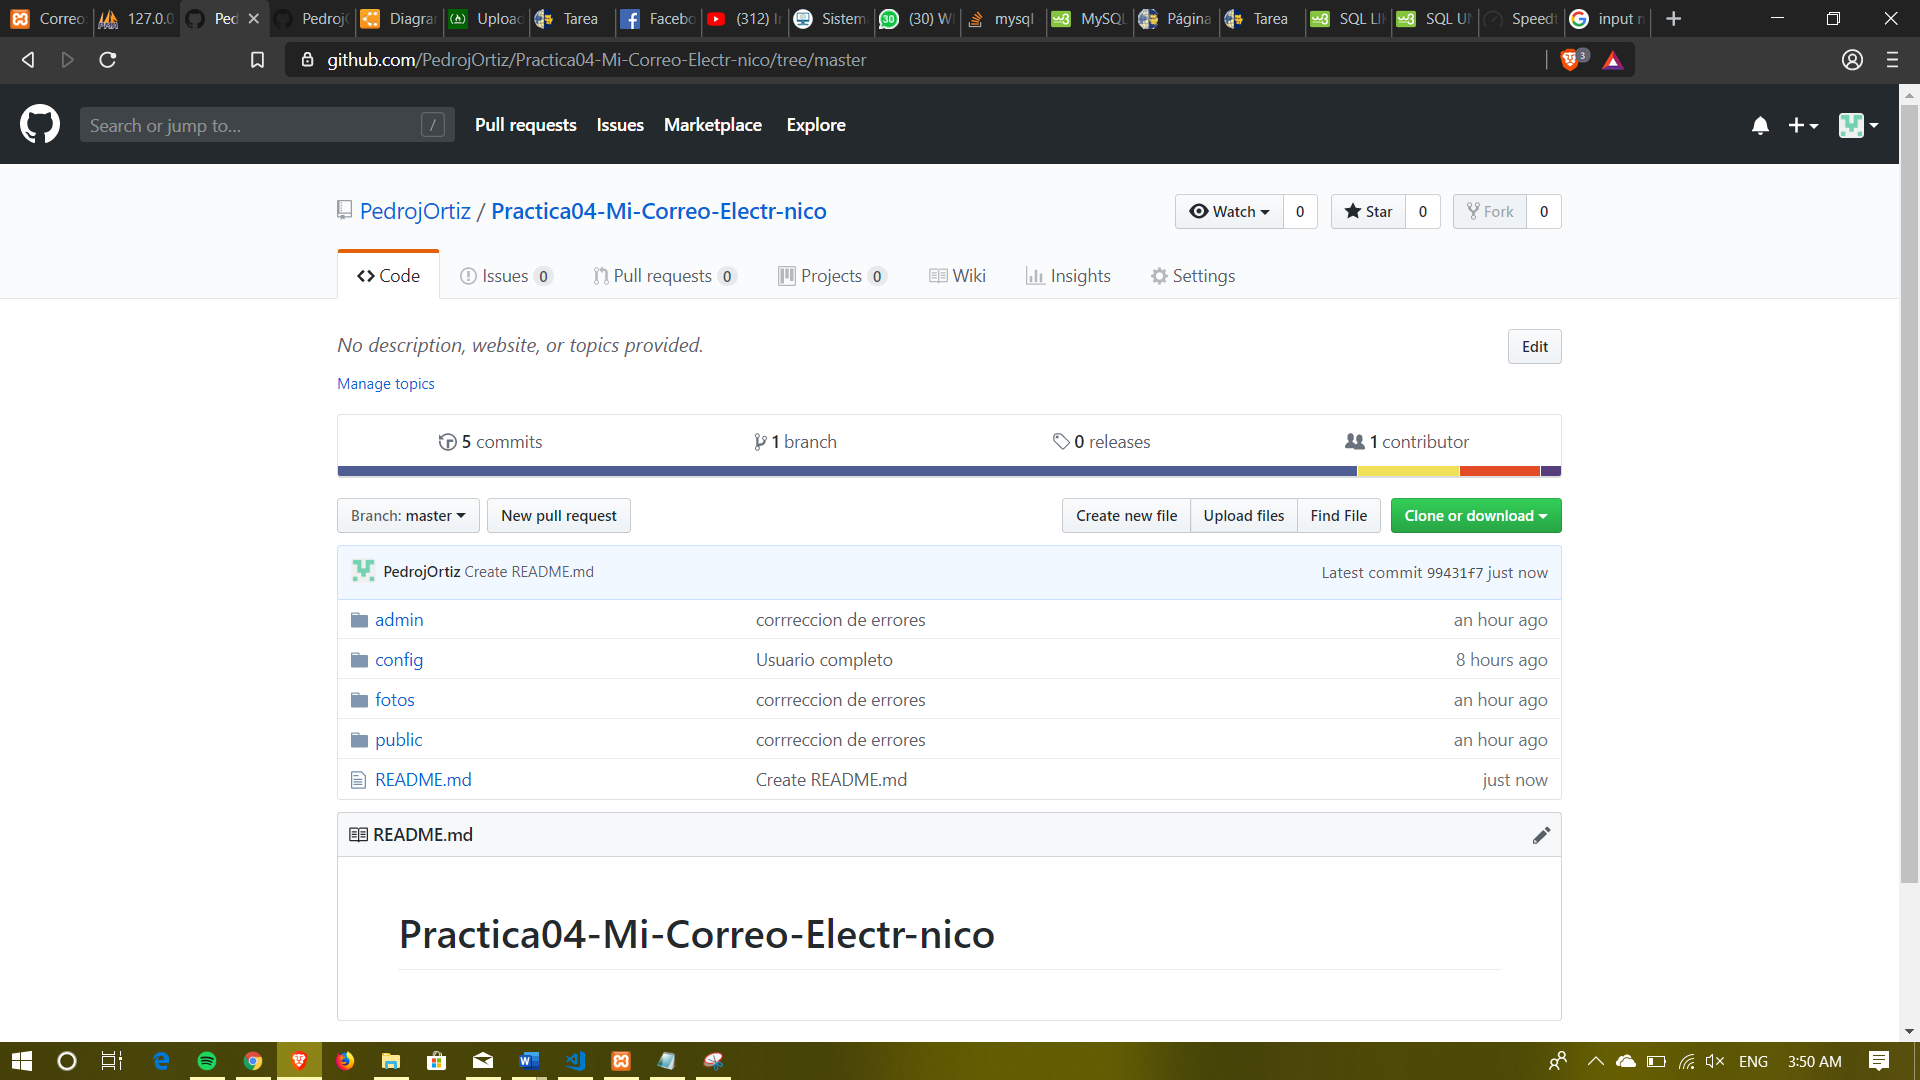 Correo
127.0.0
Ped
PedrojO
Diagrar
Upload
Tarea
Facebo
(312) I
Sistem
(30) W
mysql
MySQL
Página
Tarea
SQL LI
SQL U
Speedt
input
github.com/PedrojOrtiz/Practica04-Mi-Correo-Electr-nico/tree/master
3
Search or jump to... /
Pull requests Issues Marketplace Explore
PedrojOrtiz / Practica04-Mi-Correo-Electr-nico
Watch 0 Star 0 Fork 0
Code Issues 0 Pull requests 0 Projects 0 Wiki Insights Settings
No description, website, or topics provided.
Edit
Manage topics
5 commits 1 branch 0 releases 1 contributor
Branch: master New pull request Create new file Upload files Find File Clone or download
PedrojOrtiz Create README.md Latest commit 99431f7 just now
admin corrreccion de errores an hour ago
config Usuario completo 8 hours ago
fotos corrreccion de errores an hour ago
public corrreccion de errores an hour ago
README.md Create README.md just now
README.md
Practica04-Mi-Correo-Electr-nico
ENG 3:50 AM